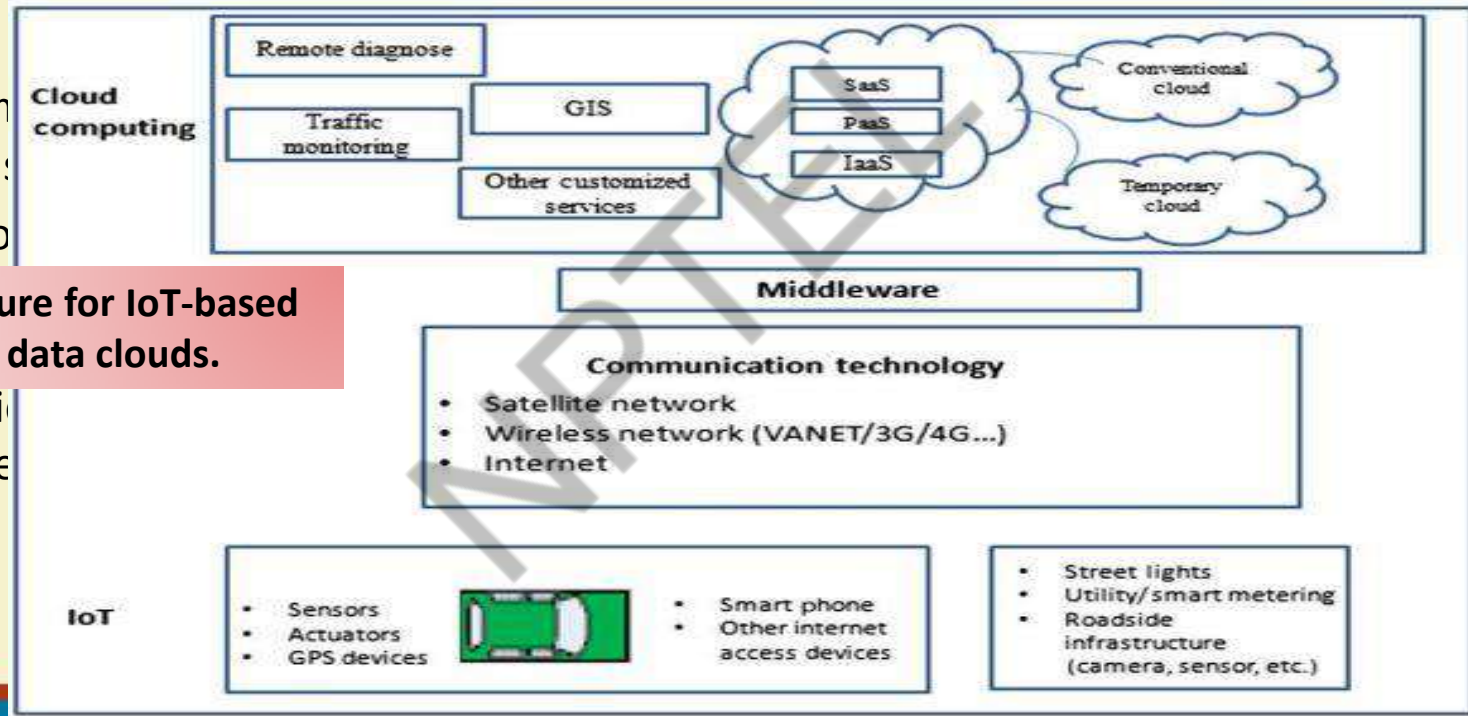 Cloud
computing
Remote diagnose
Traffic
monitoring
GIS
Other customized
services
SaaS
PaaS
IaaS
Conventional
cloud
Temporary
cloud
ure for IoT-based
data clouds.
Middleware
Communication technology
• Satellite network
• Wireless network (VANET/3G/4G...)
• Internet
NPTEL
IoT
• Sensors
• Actuators
• GPS devices
• Smart phone
• Other internet
access devices
• Street lights
• Utility/smart metering
• Roadside
infrastructure
(camera, sensor, etc.)